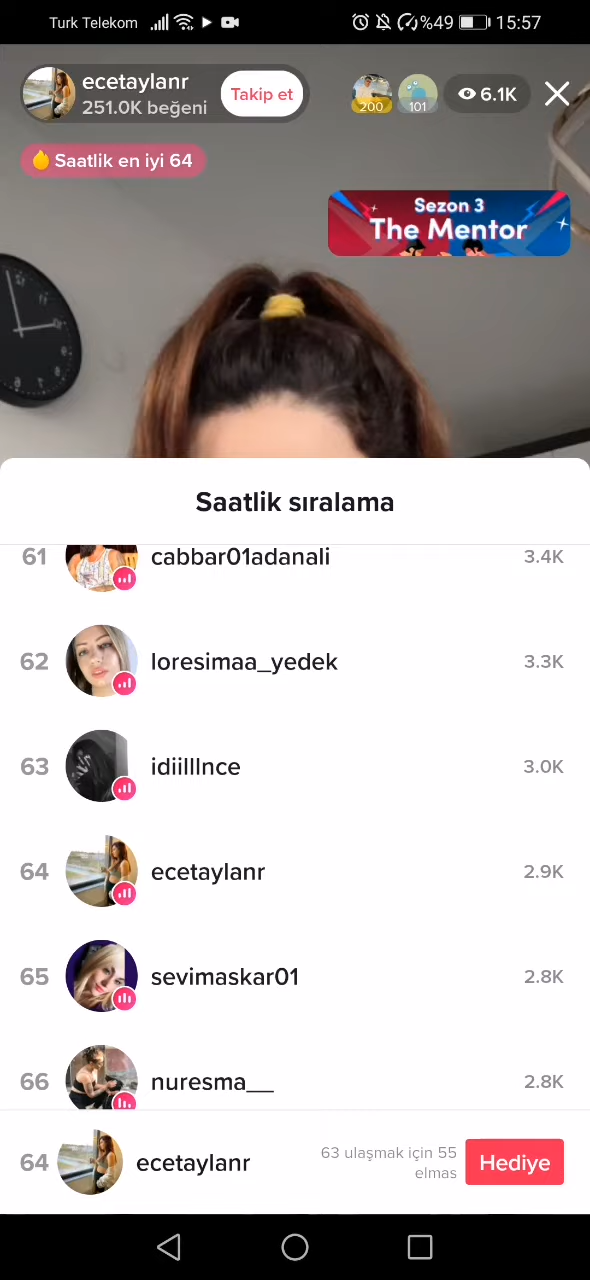 Turk Telekom
%49
15:57
ecetaylanr
251.0K beğeni
Takip et
200
101
6.1K
Saatlik en iyi 64
Sezon 3
The Mentor
Saatlik sıralama
61 cabbar01adanali 3.4K
62 loresimaa_yedek 3.3K
63 idiilllnce 3.0K
64 ecetaylanr 2.9K
65 sevimaskar01 2.8K
66 nuresma__ 2.8K
64 ecetaylanr
63 ulaşmak için 55
elmas
Hediye